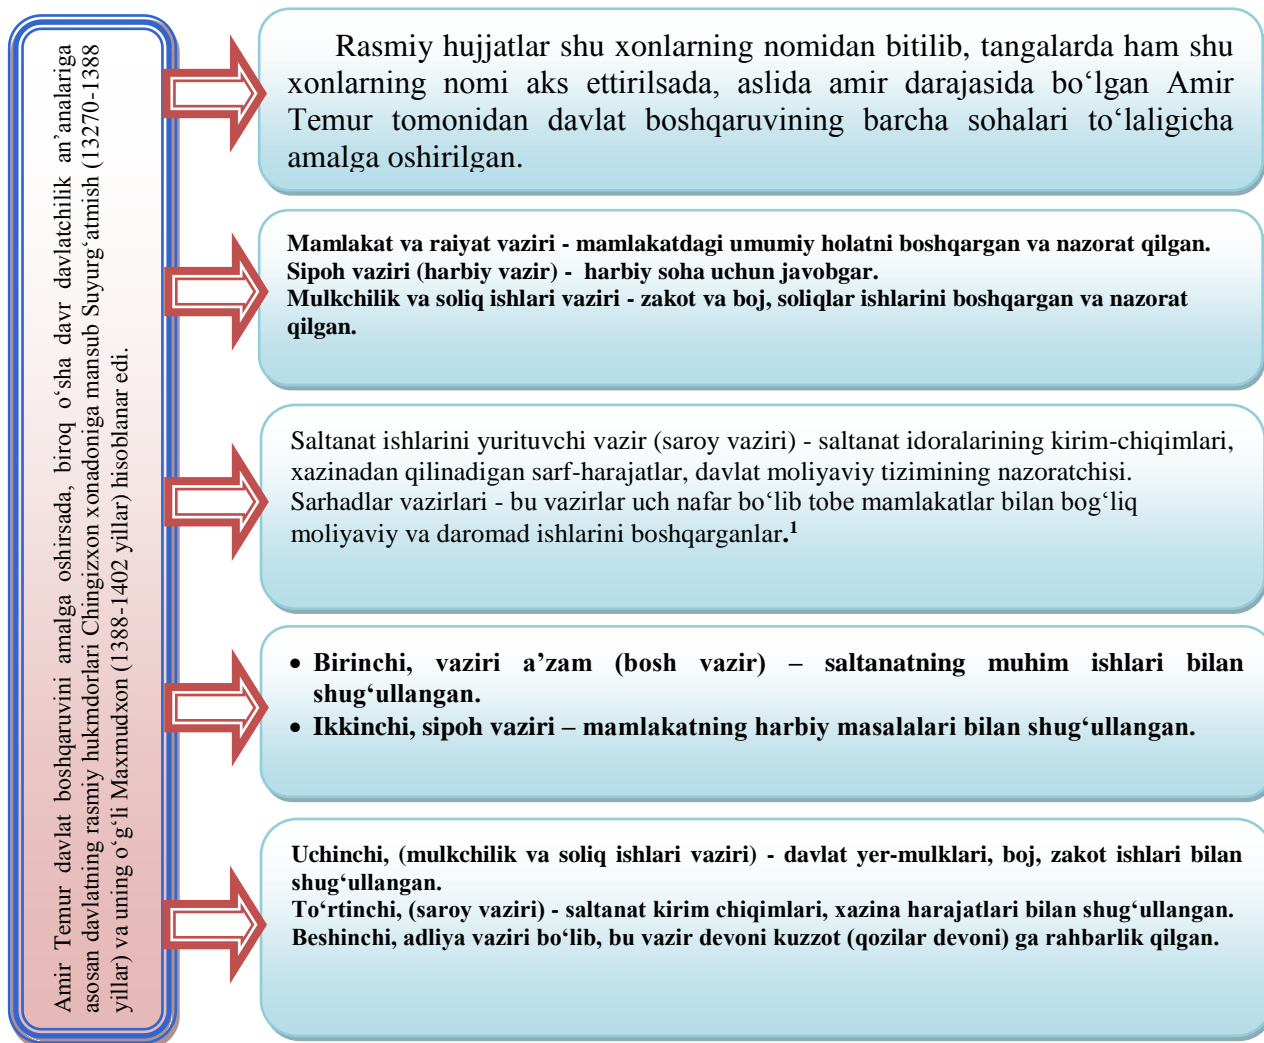 Amir Temur davlat boshqaruvini amalga oshirsada, biroq o‘sha davr davlatchilik an’analariga
asosan davlatning rasmiy hukmdorlari Chingizxon xonadoniga mansub Suyurg‘atmish (13270-1388
yillar) va uning o‘g‘li Maxmudxon (1388-1402 yillar) hisoblanar edi.
Rasmiy hujjatlar shu xonlarning nomidan bitilib, tangalarda ham shu
xonlarning nomi aks ettirilsada, aslida amir darajasida bo‘lgan Amir
Temur tomonidan davlat boshqaruvining barcha sohalari to‘laligicha
amalga oshirilgan.
Mamlakat va raiyat vaziri - mamlakatdagi umumiy holatni boshqargan va nazorat qilgan.
Sipoh vaziri (harbiy vazir) - harbiy soha uchun javobgar.
Mulkchilik va soliq ishlari vaziri - zakot va boj, soliqlar ishlarini boshqargan va nazorat
qilgan.
Saltanat ishlarini yurituvchi vazir (saroy vaziri) - saltanat idoralarining kirim-chiqimlari,
xazinadan qilinadigan sarf-harajatlar, davlat moliyaviy tizimining nazoratchisi.
Sarhadlar vazirlari - bu vazirlar uch nafar bo‘lib tobe mamlakatlar bilan bog‘liq
moliyaviy va daromad ishlarini boshqarganlar.¹
• Birinchi, vaziri a’zam (bosh vazir) – saltanatning muhim ishlari bilan
shug‘ullangan.
• Ikkinchi, sipoh vaziri – mamlakatning harbiy masalalari bilan shug‘ullangan.
Uchinchi, (mulkchilik va soliq ishlari vaziri) - davlat yer-mulklari, boj, zakot ishlari bilan
shug‘ullangan.
To‘rtinchi, (saroy vaziri) - saltanat kirim chiqimlari, xazina harajatlari bilan shug‘ullangan.
Beshinchi, adliya vaziri bo‘lib, bu vazir devoni kuzzot (qozilar devoni) ga rahbarlik qilgan.